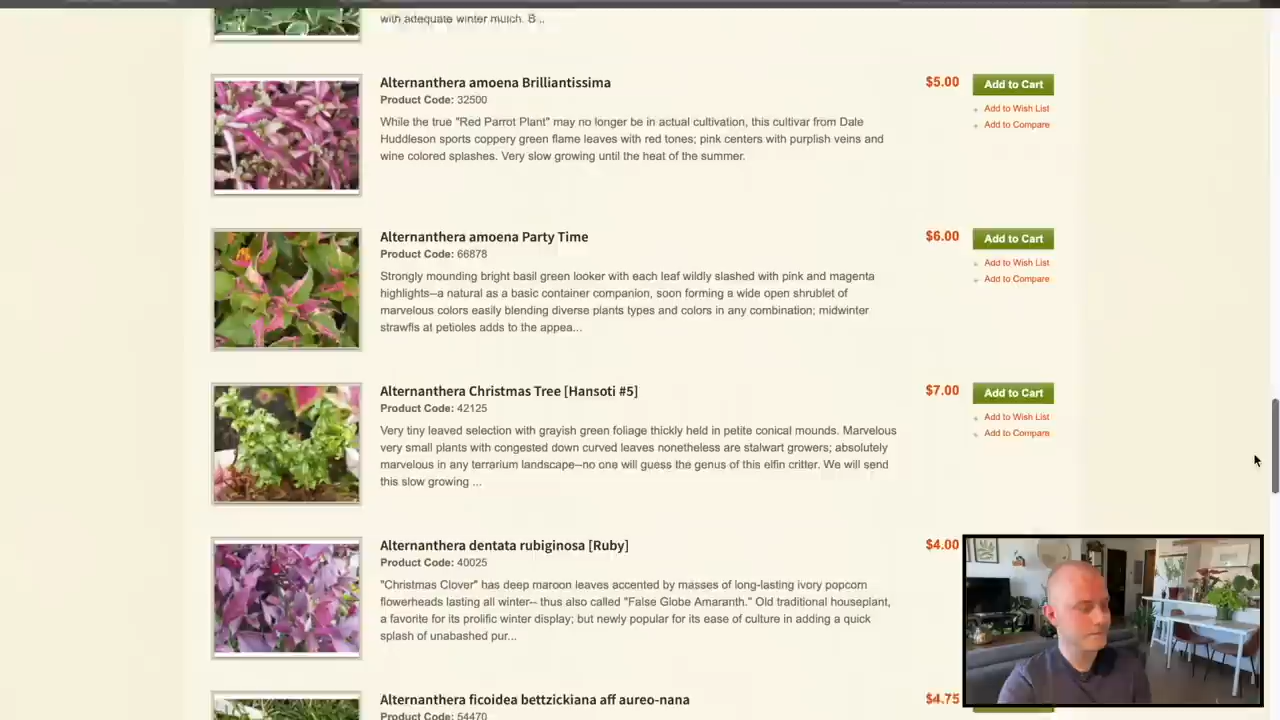 with adequate winter mulch. B...
Alternanthera amoena Brilliantissima
$5.00
Add to Cart
Product Code: 32500
Add to Wish List
While the true "Red Parrot Plant" may no longer be in actual cultivation, this cultivar from Dale
Add to Compare
Huddleson sports coppery green flame leaves with red tones; pink centers with purplish veins and
wine colored splashes. Very slow growing until the heat of the summer.
Alternanthera amoena Party Time
$6.00
Add to Cart
Product Code: 66878
Add to Wish List
Strongly mounding bright basil green looker with each leaf wildly slashed with pink and magenta
Add to Compare
highlights--a natural as a basic container companion, soon forming a wide open shrublet of
marvelous colors easily blending diverse plants types and colors in any combination; midwinter
strawfls at petioles adds to the appea...
Alternanthera Christmas Tree [Hansoti #5]
$7.00
Add to Cart
Product Code: 42125
Add to Wish List
Very tiny leaved selection with grayish green foliage thickly held in petite conical mounds. Marvelous
Add to Compare
very small plants with congested down curved leaves nonetheless are stalwart growers; absolutely
marvelous in any terrarium landscape--no one will guess the genus of this elfin critter. We will send
this slow growing ...
Alternanthera dentata rubiginosa [Ruby]
$4.00
Product Code: 40025
"Christmas Clover" has deep maroon leaves accented by masses of long-lasting ivory popcorn
flowerheads lasting all winter-- thus also called "False Globe Amaranth." Old traditional houseplant,
a favorite for its prolific winter display; but newly popular for its ease of culture in adding a quick
splash of unabashed pur...
Alternanthera ficoidea bettzickiana aff aureo-nana
$4.75
Product Code: 54470